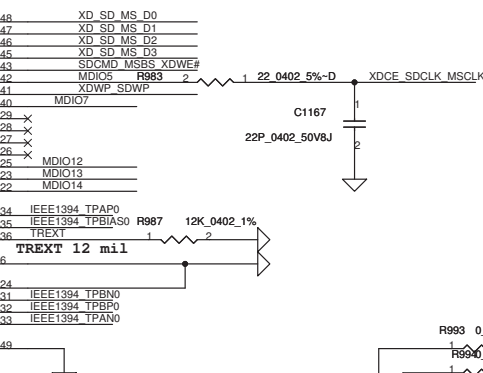 48 XD_SD_MS_D0
47 XD_SD_MS_D1
46 XD_SD_MS_D2
45 XD_SD_MS_D3
43 SDCMD_MSBS_XDWE#
42 MDIO5 R983 2 1 22_0402_5%~D XDCE_SDCLK_MSCLK
41 XDWP_SDWP
40 MDIO7
1
C1167
29
28
22P_0402_50V8J
27
2
26
25 MDIO12
23 MDIO13
22 MDIO14
34 IEEE1394_TPAP0
35 IEEE1394_TPBIAS0 R987 12K_0402_1%
36 TREXT 1 2
TREXT 12 mil
6
24
31 IEEE1394_TPBN0
32 IEEE1394_TPBP0
33 IEEE1394_TPAN0
R993 0
49 1
R994 0
1